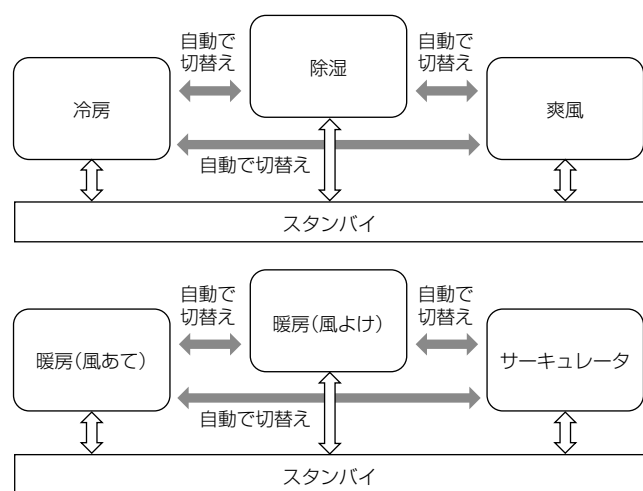 自動で
切替え
除湿
自動で
切替え
冷房
爽風
自動で切替え
スタンバイ
自動で
切替え
暖房(風よけ)
自動で
切替え
暖房(風あて)
サーキュレータ
自動で切替え
スタンバイ